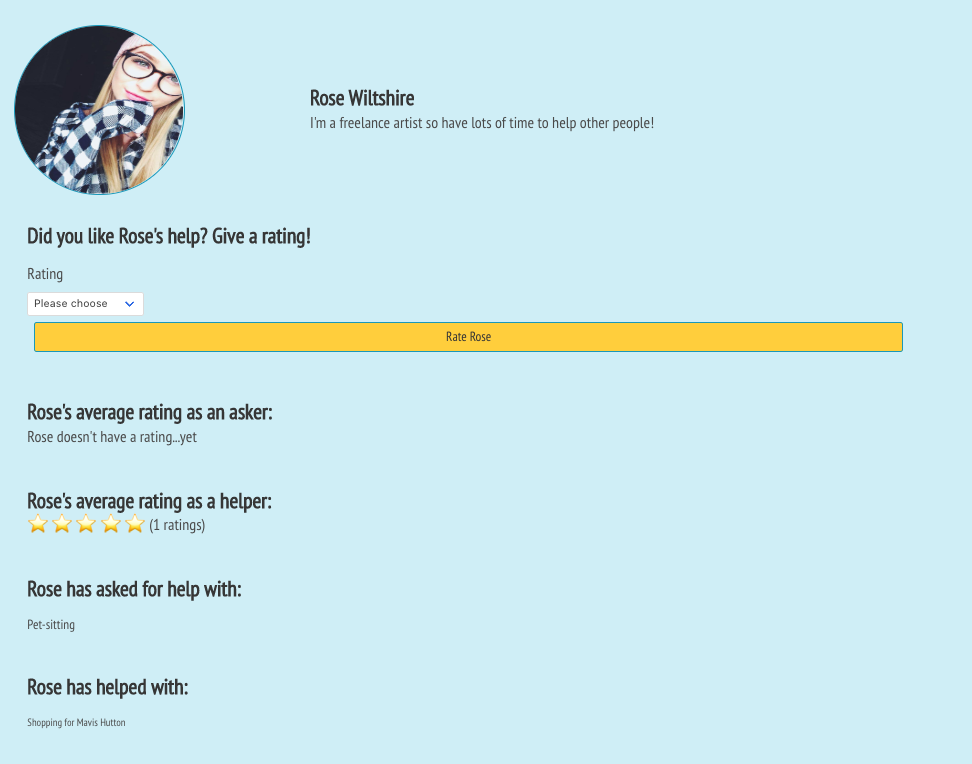 Rose Wiltshire
I'm a freelance artist so have lots of time to help other people!
Did you like Rose's help? Give a rating!
Rating
Please choose
Rate Rose
Rose's average rating as an asker:
Rose doesn't have a rating...yet
Rose's average rating as a helper:
⭐⭐⭐⭐⭐ (1 ratings)
Rose has asked for help with:
Pet-sitting
Rose has helped with:
Shopping for Mavis Hutton